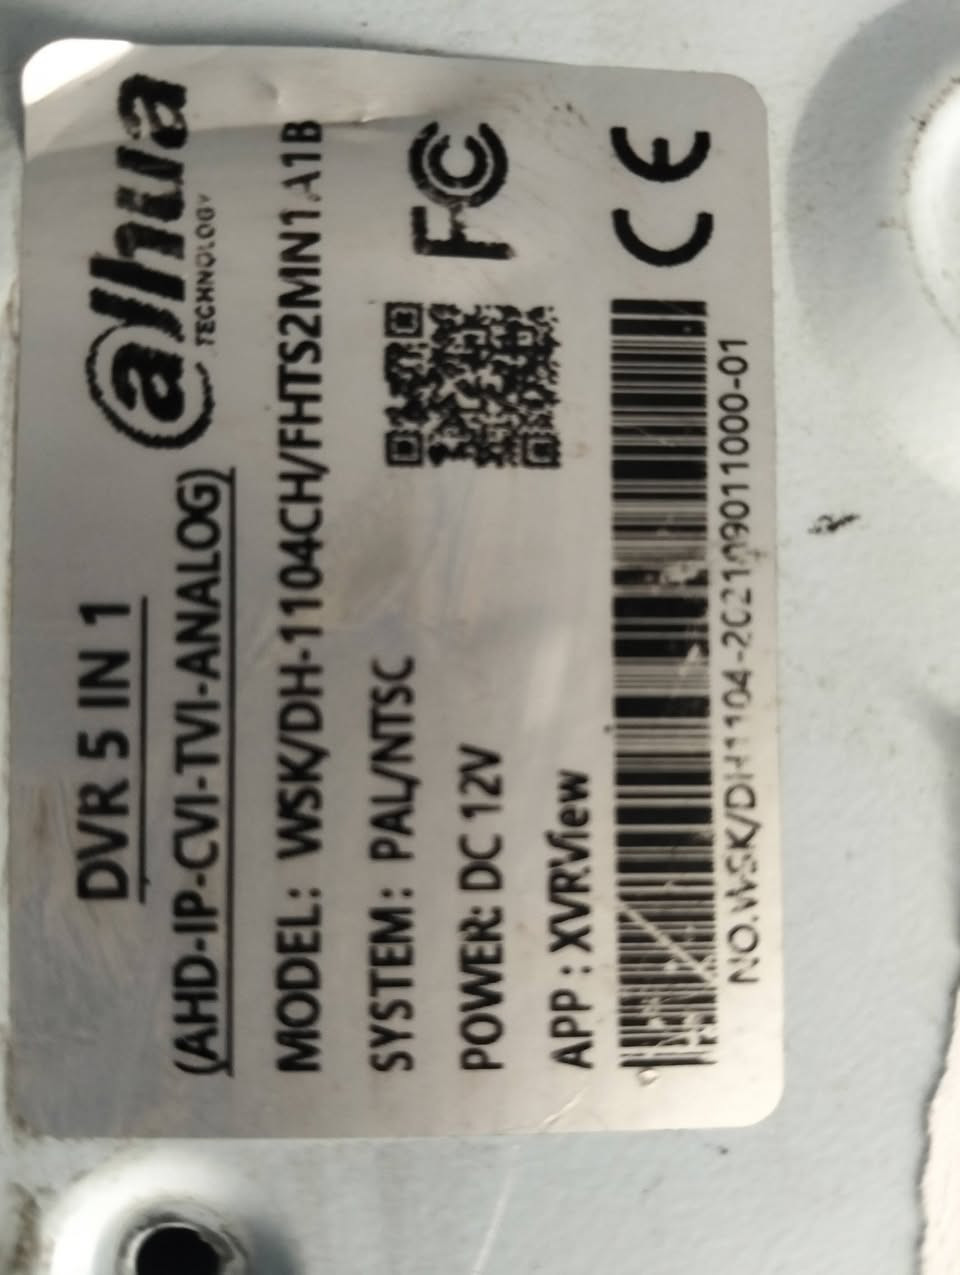 DVR 5 IN 1
alhua
TECHNOLOGY
(AHD-IP-CVI-TVI-ANALOG)
MODEL: WSK/DH-1104CH/FHTS2MN1A1B
SYSTEM: PAL/NTSC
POWER: DC 12V
APP : XVRView
FC
CE
NO.WSK/DH1104-202109011000-01